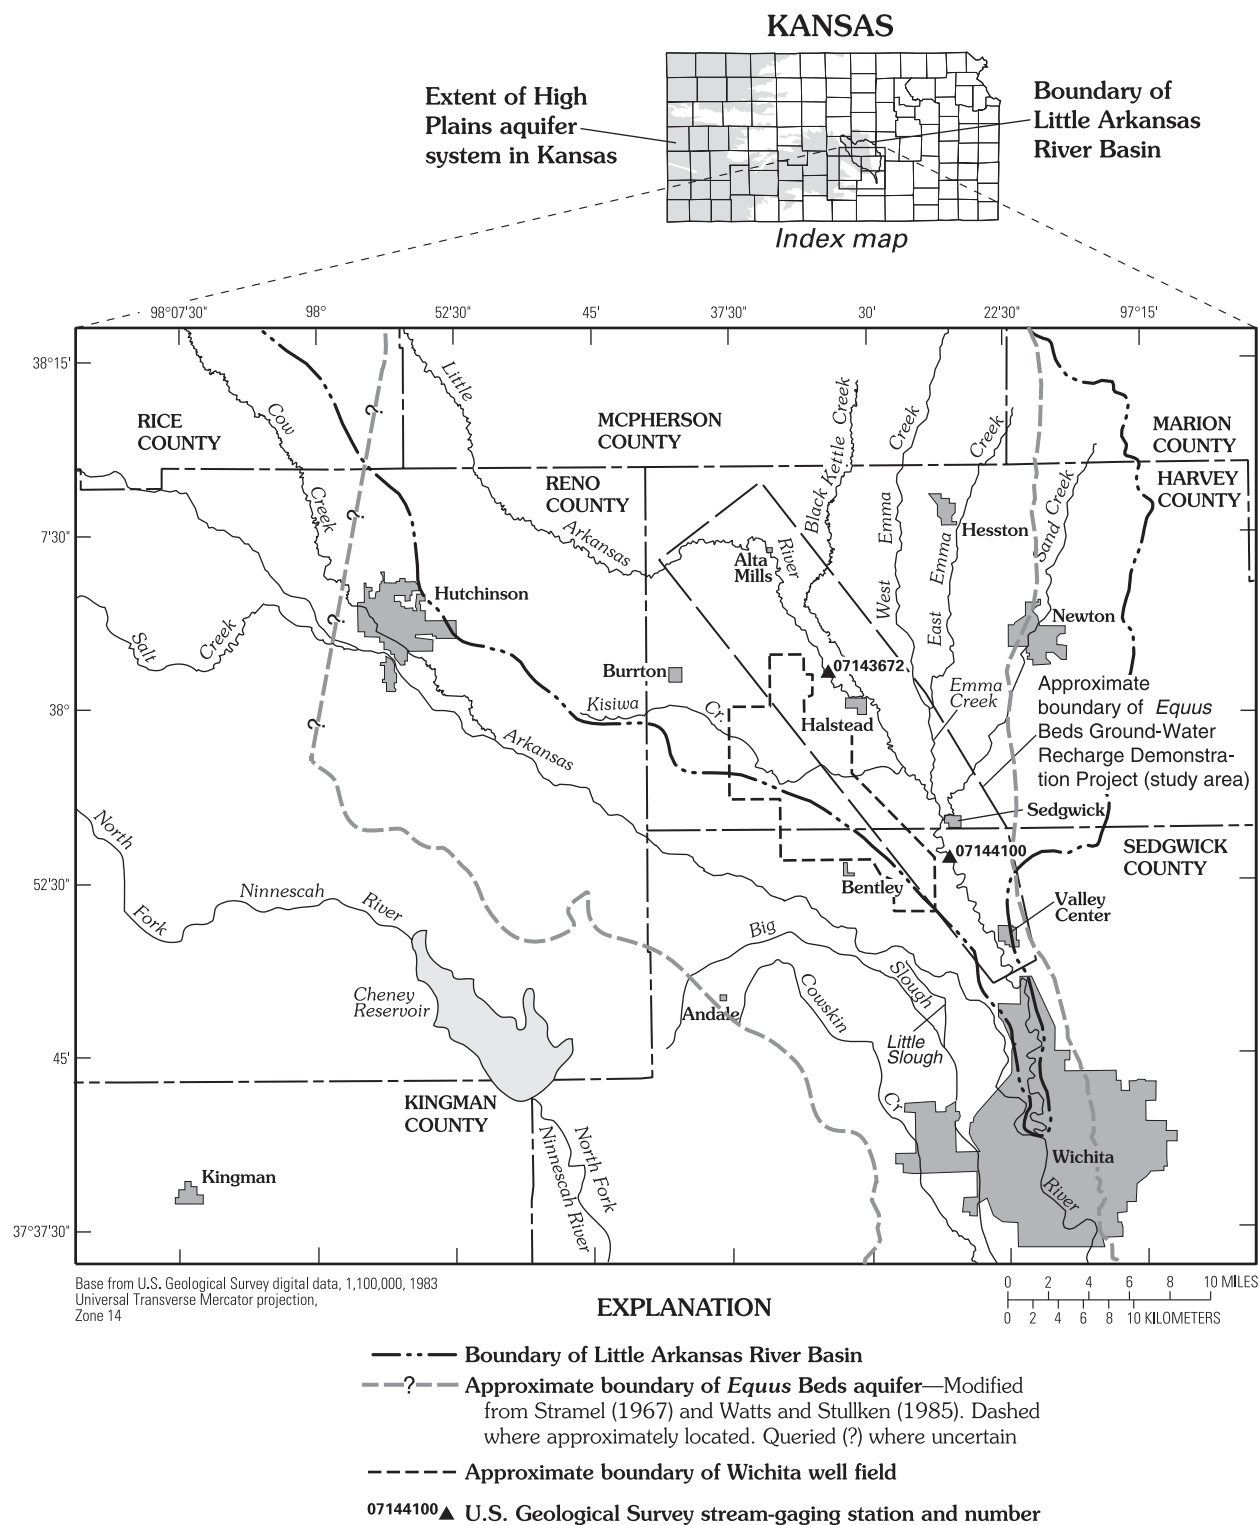 KANSAS
Extent of High
Plains aquifer
system in Kansas
Boundary of
Little Arkansas
River Basin
Index map
98°07'30"
98°
52'30"
45'
37'30"
30'
22'30"
97°15'
38°15'
7'30"
38°
52'30"
45'
37°37'30"
RICE
COUNTY
MCPHERSON
COUNTY
MARION
COUNTY
HARVEY
COUNTY
RENO
COUNTY
SEDGWICK
COUNTY
KINGMAN
COUNTY
Cow
Creek
Little
Arkansas
River
Black Kettle Creek
West Emma Creek
East Emma Creek
Sand Creek
Emma
Creek
Hesston
Alta
Mills
Hutchinson
Newton
Salt Creek
Burrton
07143672
Halstead
Kisiwa Cr.
Approximate
boundary of Equus
Beds Ground-Water
Recharge Demonstra-
tion Project (study area)
Arkansas
River
Sedgwick
07144100
Bentley
Valley
Center
North
Fork
Ninnescah
River
Cheney
Reservoir
Big
Slough
Little
Slough
Cowskin
Cr
Andale
Wichita
Kingman
North Fork
Ninnescah River
Base from U.S. Geological Survey digital data, 1,100,000, 1983
Universal Transverse Mercator projection,
Zone 14
0 2 4 6 8 10 MILES
0 2 4 6 8 10 KILOMETERS
EXPLANATION
Boundary of Little Arkansas River Basin
? Approximate boundary of Equus Beds aquifer—Modified
from Stramel (1967) and Watts and Stullken (1985). Dashed
where approximately located. Queried (?) where uncertain
Approximate boundary of Wichita well field
07144100 U.S. Geological Survey stream-gaging station and number